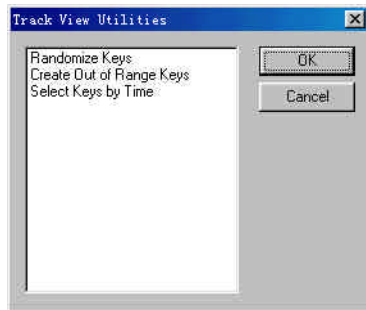 Track View Utilities
Randomize Keys
Create Out of Range Keys
Select Keys by Time
OK
Cancel